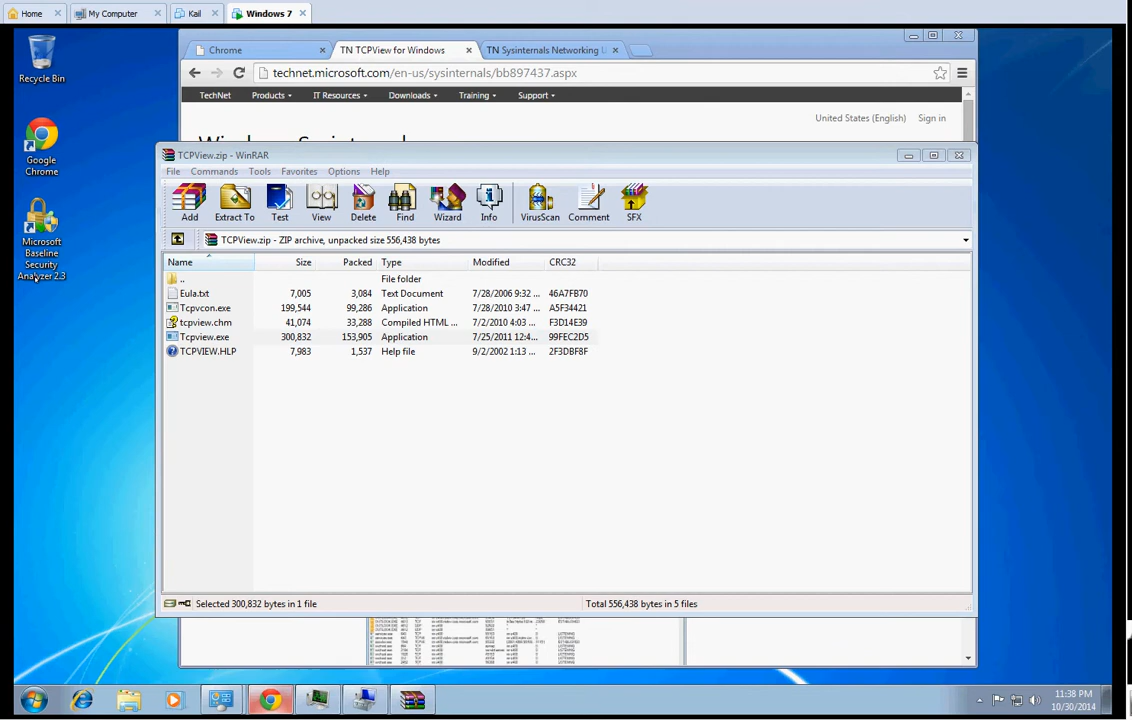 Home My Computer Kail Windows 7
Recycle Bin
Google Chrome
Microsoft Baseline Security Analyzer 2.3
Chrome TN TCPView for Windows TN Sysinternals Networking U
technet.microsoft.com/en-us/sysinternals/bb897437.aspx
TechNet Products IT Resources Downloads Training Support
United States (English) Sign in
TCPView.zip - WinRAR
File Commands Tools Favorites Options Help
Add Extract To Test View Delete Find Wizard Info VirusScan Comment SFX
TCPView.zip - ZIP archive, unpacked size 556,438 bytes
Name Size Packed Type Modified CRC32
.. File folder
Eula.txt 7,005 3,084 Text Document 7/28/2006 9:32 ... 46A7FB70
Tcpvcon.exe 199,544 99,286 Application 7/28/2010 3:47 ... A5F34421
tcpview.chm 41,074 33,288 Compiled HTML ... 7/2/2010 4:03 ... F3D14E39
Tcpview.exe 300,832 153,905 Application 7/25/2011 12:4... 99FEC2D5
TCPVIEW.HLP 7,983 1,537 Help file 9/2/2002 1:13 ... 2F3DBF8F
Selected 300,832 bytes in 1 file Total 556,438 bytes in 5 files
11:38 PM
10/30/2014